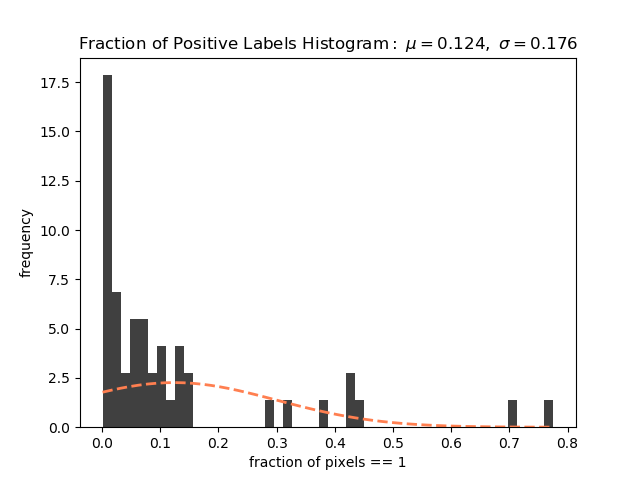 Fraction of Positive Labels Histogram: μ = 0.124, σ = 0.176
frequency
17.5
15.0
12.5
10.0
7.5
5.0
2.5
0.0
0.0 0.1 0.2 0.3 0.4 0.5 0.6 0.7 0.8
fraction of pixels == 1